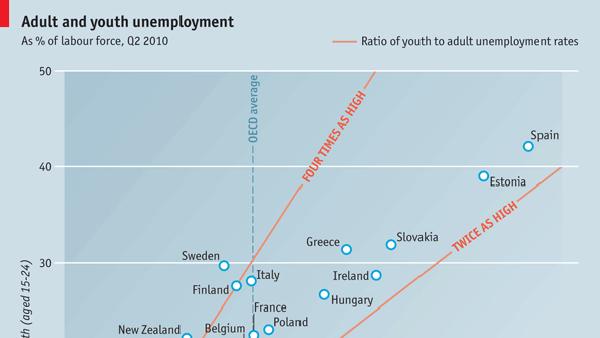 Adult and youth unemployment
As % of labour force, Q2 2010
Ratio of youth to adult unemployment rates
50
OECD average
FOUR TIMES AS HIGH
Spain
40
Estonia
TWICE AS HIGH
Greece
Slovakia
Sweden
30
Italy
Ireland
Finland
Hungary
France
Poland
New Zealand
Belgium
(aged 15-24)